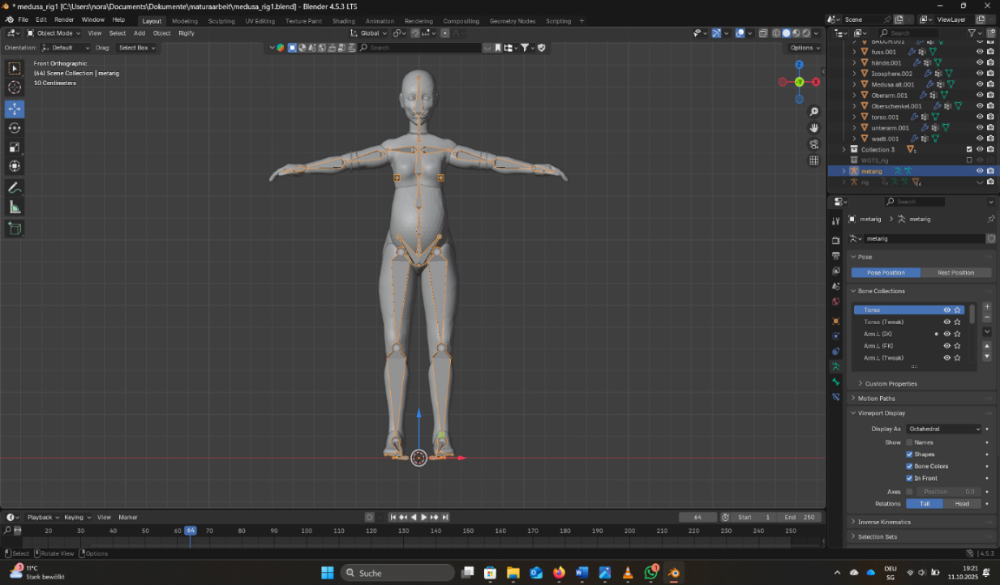 * medusa_rig1 [C:\Users\nora\Documents\Dokumente\maturaarbeit\medusa_rig1.blend] - Blender 4.5.3 LTS
File Edit Render Window Help Layout Modeling Sculpting UV Editing Texture Paint Shading Animation Rendering Compositing Geometry Nodes Scripting + Scene ViewLayer
Object Mode View Select Add Object Rigify Global Search
Orientation: Default Drag: Select Box Search Options
Front Orthographic
(64) Scene Collection | metarig
10 Centimeters
Z
Y
X
BAUCH.001
fuss.001
hände.001
Icosphere.002
Medusa alt.001
Oberarm.001
Oberschenkel.001
torso.001
unterarm.001
wadli.001
Collection 3 5
WGTS_rig
metarig
rig 6
Search
metarig > metarig
metarig
Pose
Pose Position Rest Position
Bone Collections
Torso
Torso (Tweak)
Arm.L (IK)
Arm.L (FK)
Arm.L (Tweak)
Custom Properties
Motion Paths
Viewport Display
Display As Octahedral
Show Names
Shapes
Bone Colors
In Front
Axes Position 0.0
Relations Tail Head
Inverse Kinematics
Selection Sets
Playback Keying View Marker 64 Start 1 End 250
20 30 40 50 60 64 70 80 90 100 110 120 130 140 150 160 170 180 190 200 210 220 230 240 250
Select Rotate View Options 4.5.3
3 11°C
Stark bewölkt
Suche
1
DEU
SG
19:21
11.10.2025